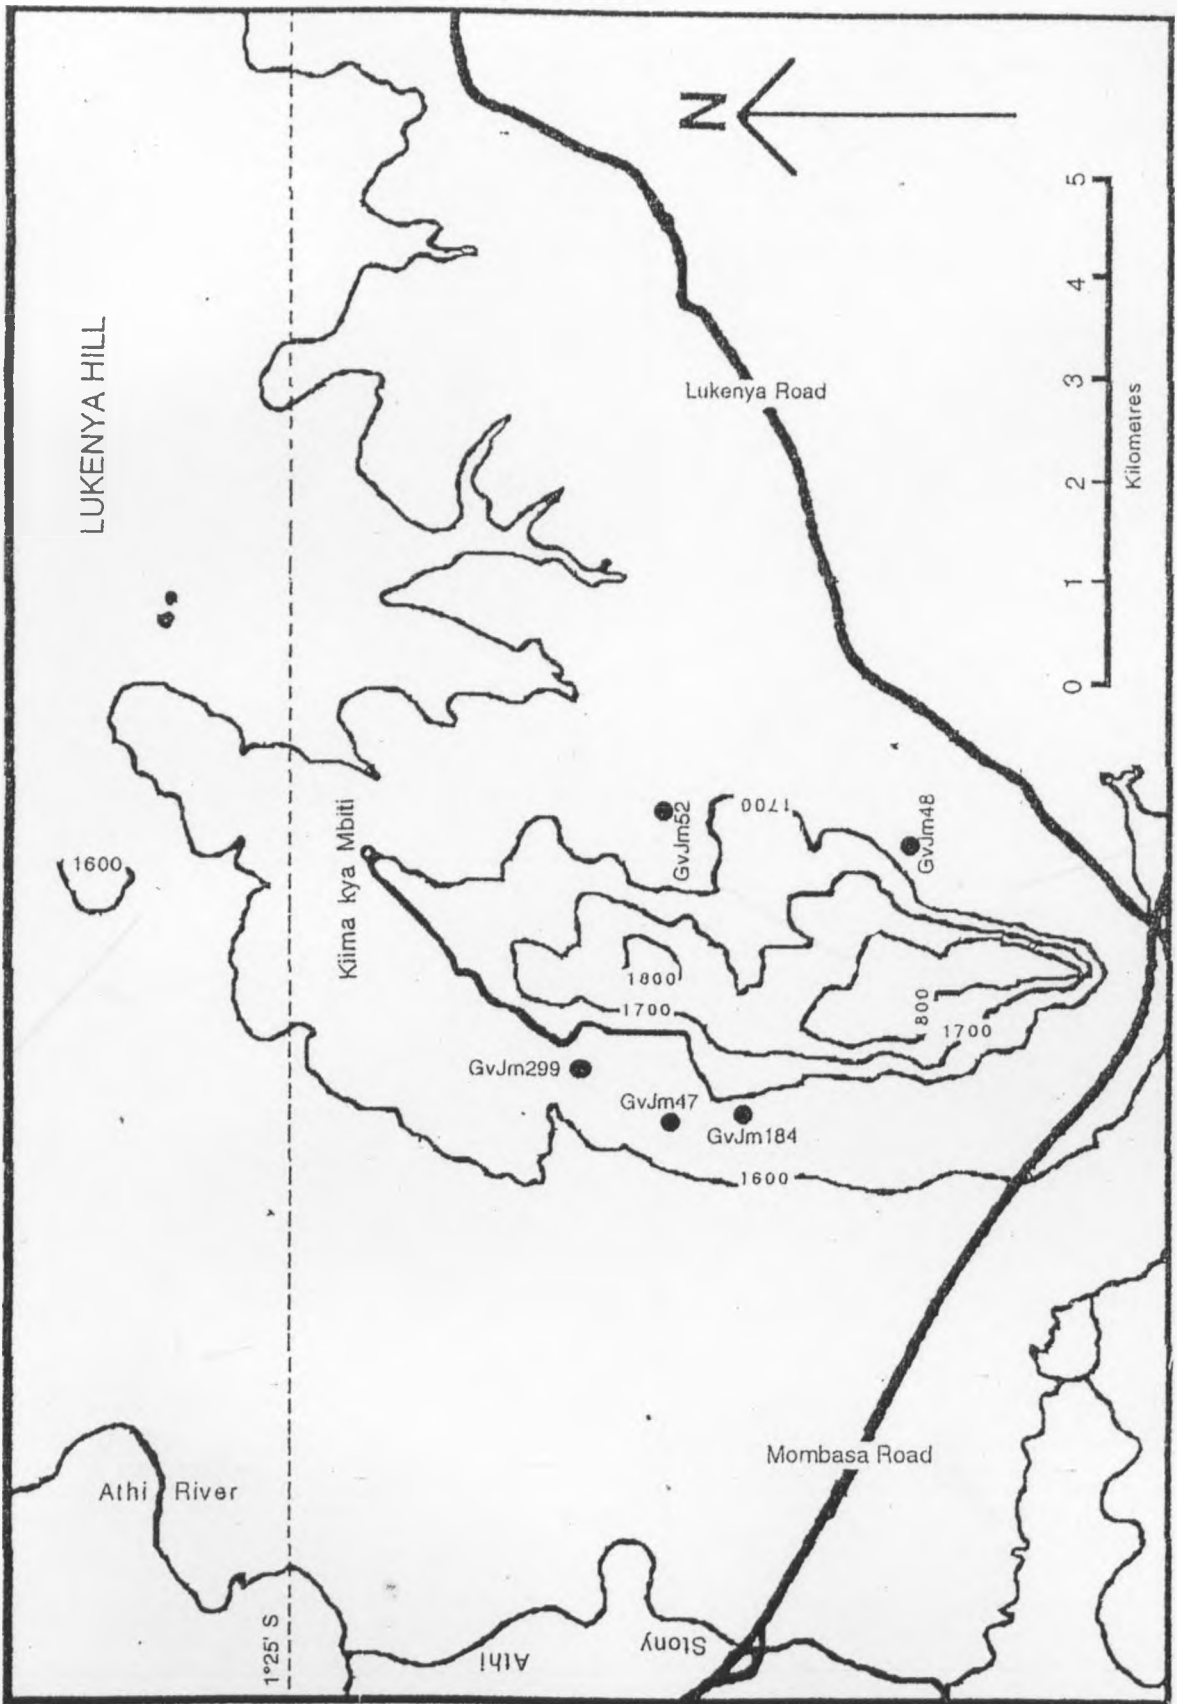 LUKENYA HILL
N
5
4
3
2
1
0
Kilometres
Lukenya Road
Kiima kya Mbiti
1600
GvJm52
1700
GvJm48
1800
1700
800
1700
GvJm299
GvJm47
GvJm184
1600
Mombasa Road
Athi River
1°25' S
Stony
Athi